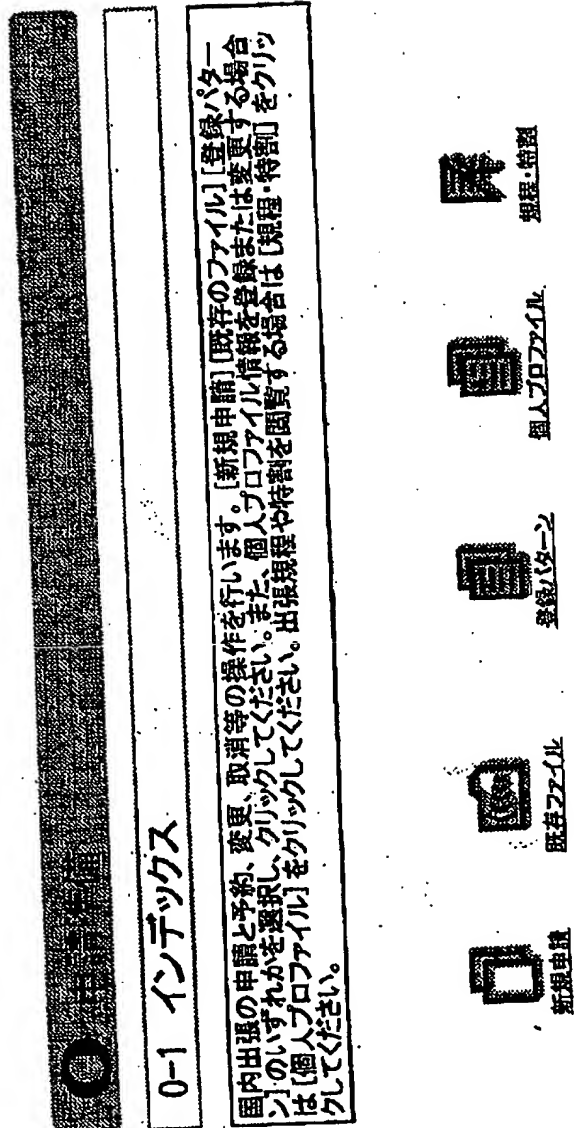 0-1 インデックス
国内出張の申請と予約、変更、取消等の操作を行います。[新規申請][既存のファイル][登録パター
ン]のいずれかを選択し、クリックしてください。また、個人プロファイル情報を登録または変更する場合
は[個人プロファイル]をクリックしてください。出張規程や特割を閲覧する場合は[規程・特割]をクリッ
クしてください。
新規申請
既存ファイル
登録パターン
個人プロファイル
規程・特割